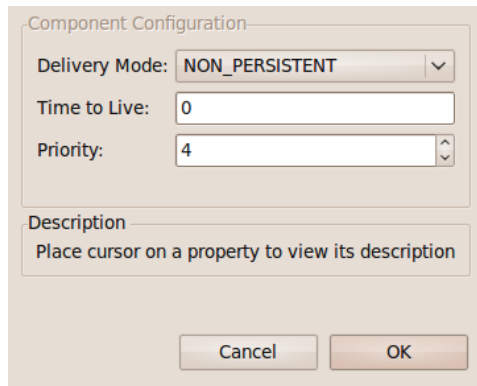 Component Configuration
Delivery Mode: NON_PERSISTENT
Time to Live: 0
Priority: 4
Description
Place cursor on a property to view its description
Cancel OK